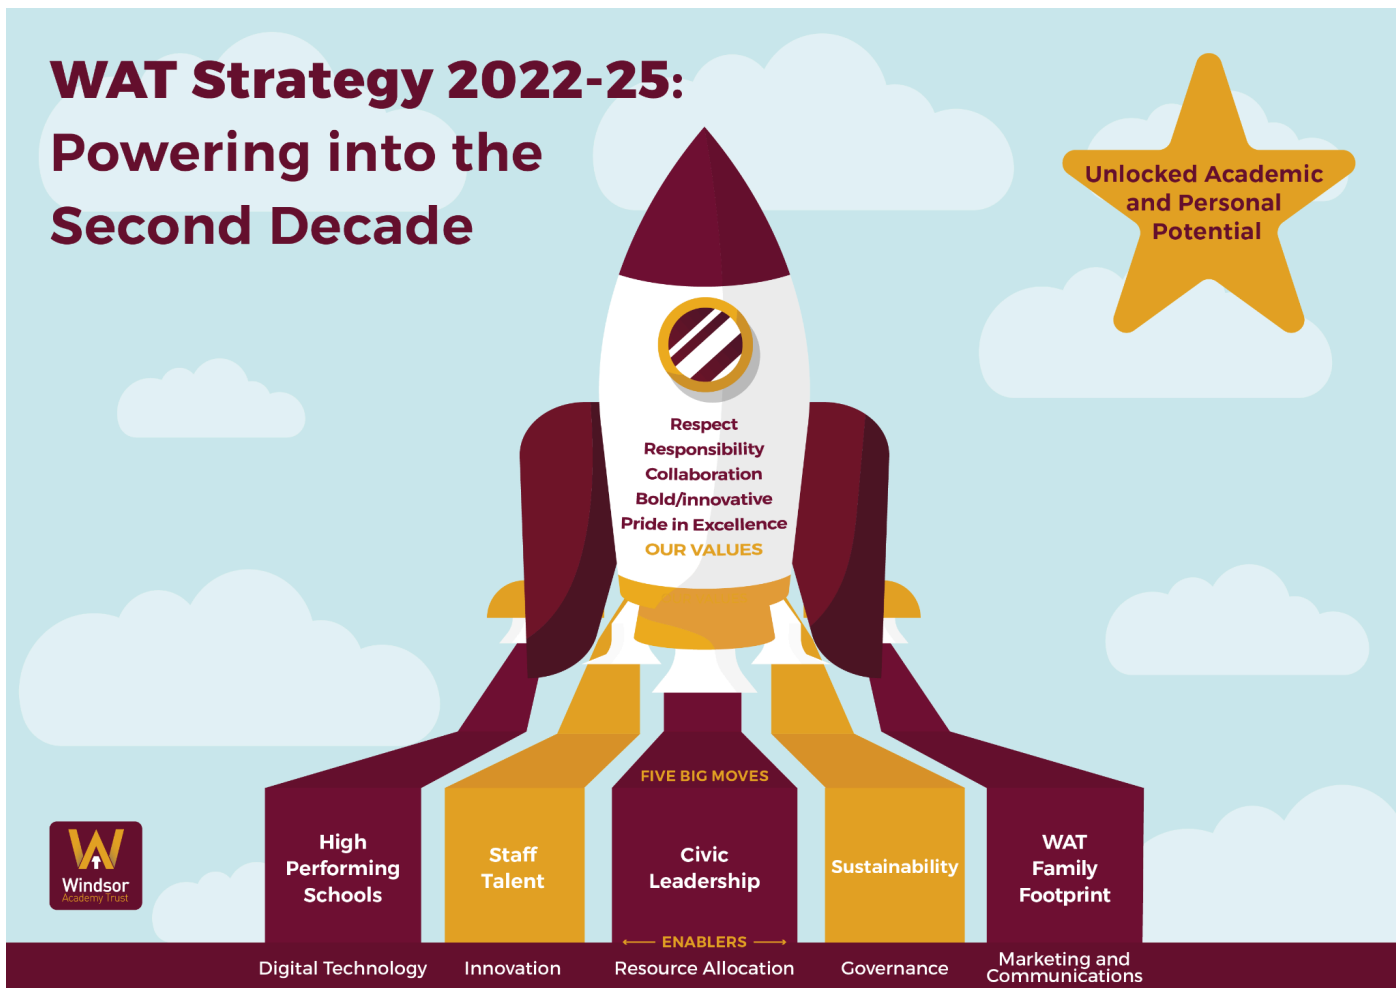 WAT Strategy 2022-25:
Powering into the
Second Decade
Unlocked Academic
and Personal
Potential
Respect
Responsibility
Collaboration
Bold/innovative
Pride in Excellence
OUR VALUES
FIVE BIG MOVES
High
Performing
Schools
Staff
Talent
Civic
Leadership
Sustainability
WAT
Family
Footprint
W
Windsor
Academy Trust
ENABLERS
Digital Technology
Innovation
Resource Allocation
Governance
Marketing and
Communications